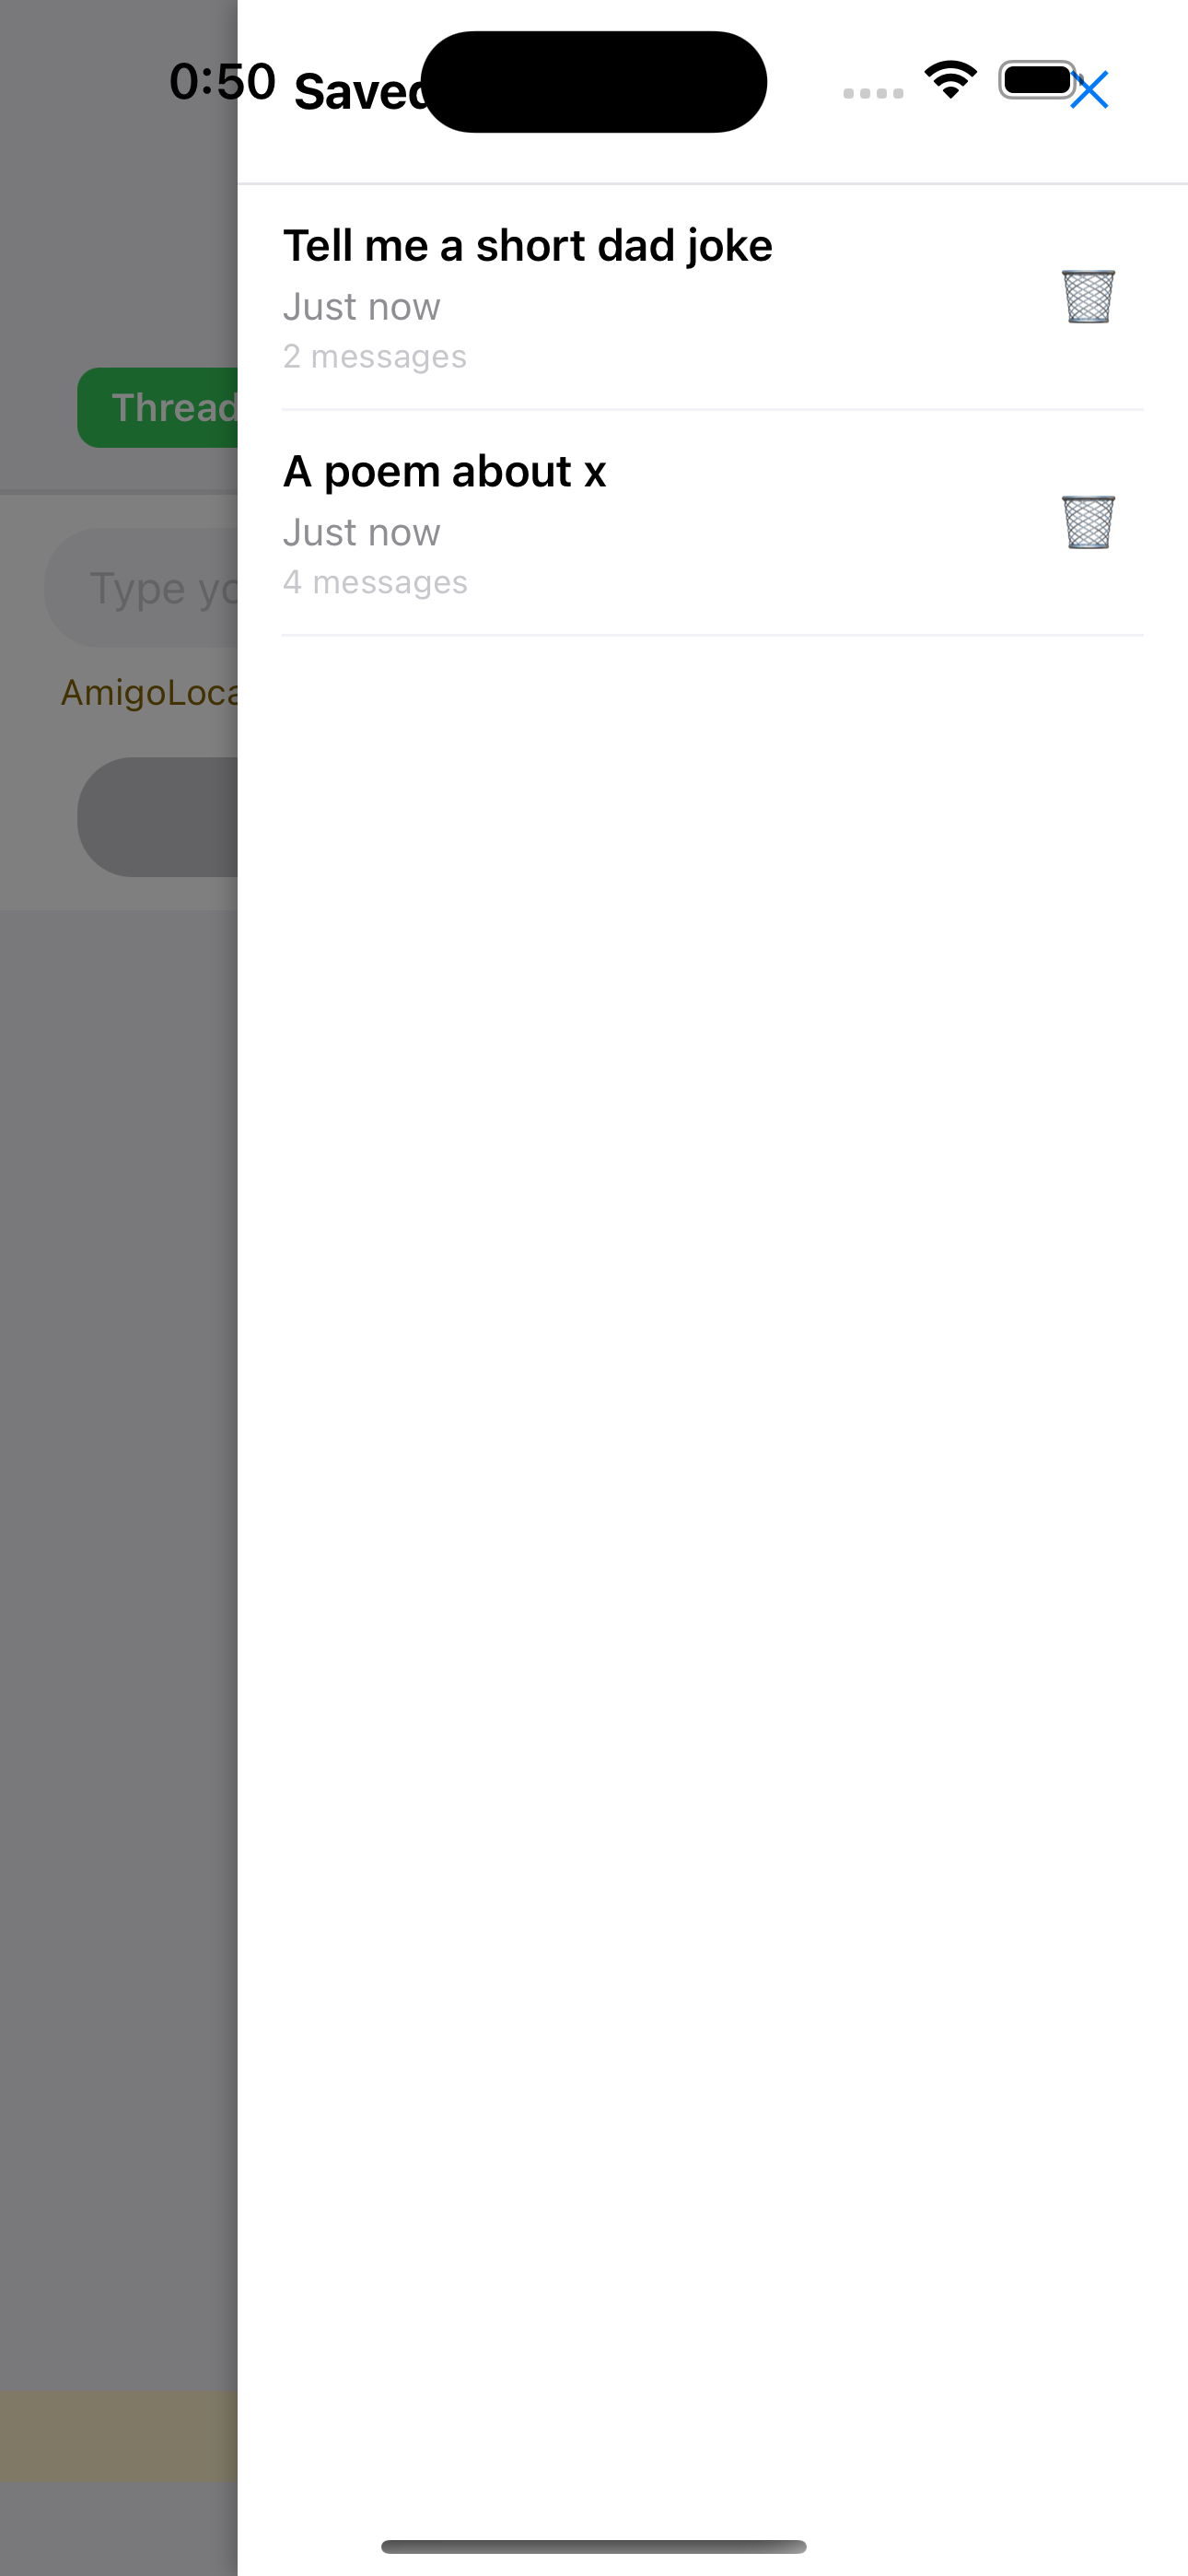 0:50
Saved
Tell me a short dad joke
Just now
2 messages
Thread
A poem about x
Just now
4 messages
Type yo
AmigoLoca